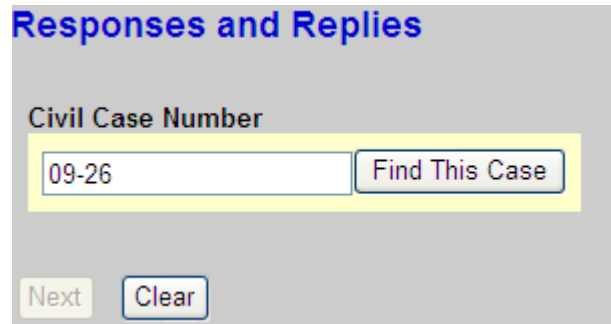 Responses and Replies
Civil Case Number
09-26 Find This Case
Next Clear